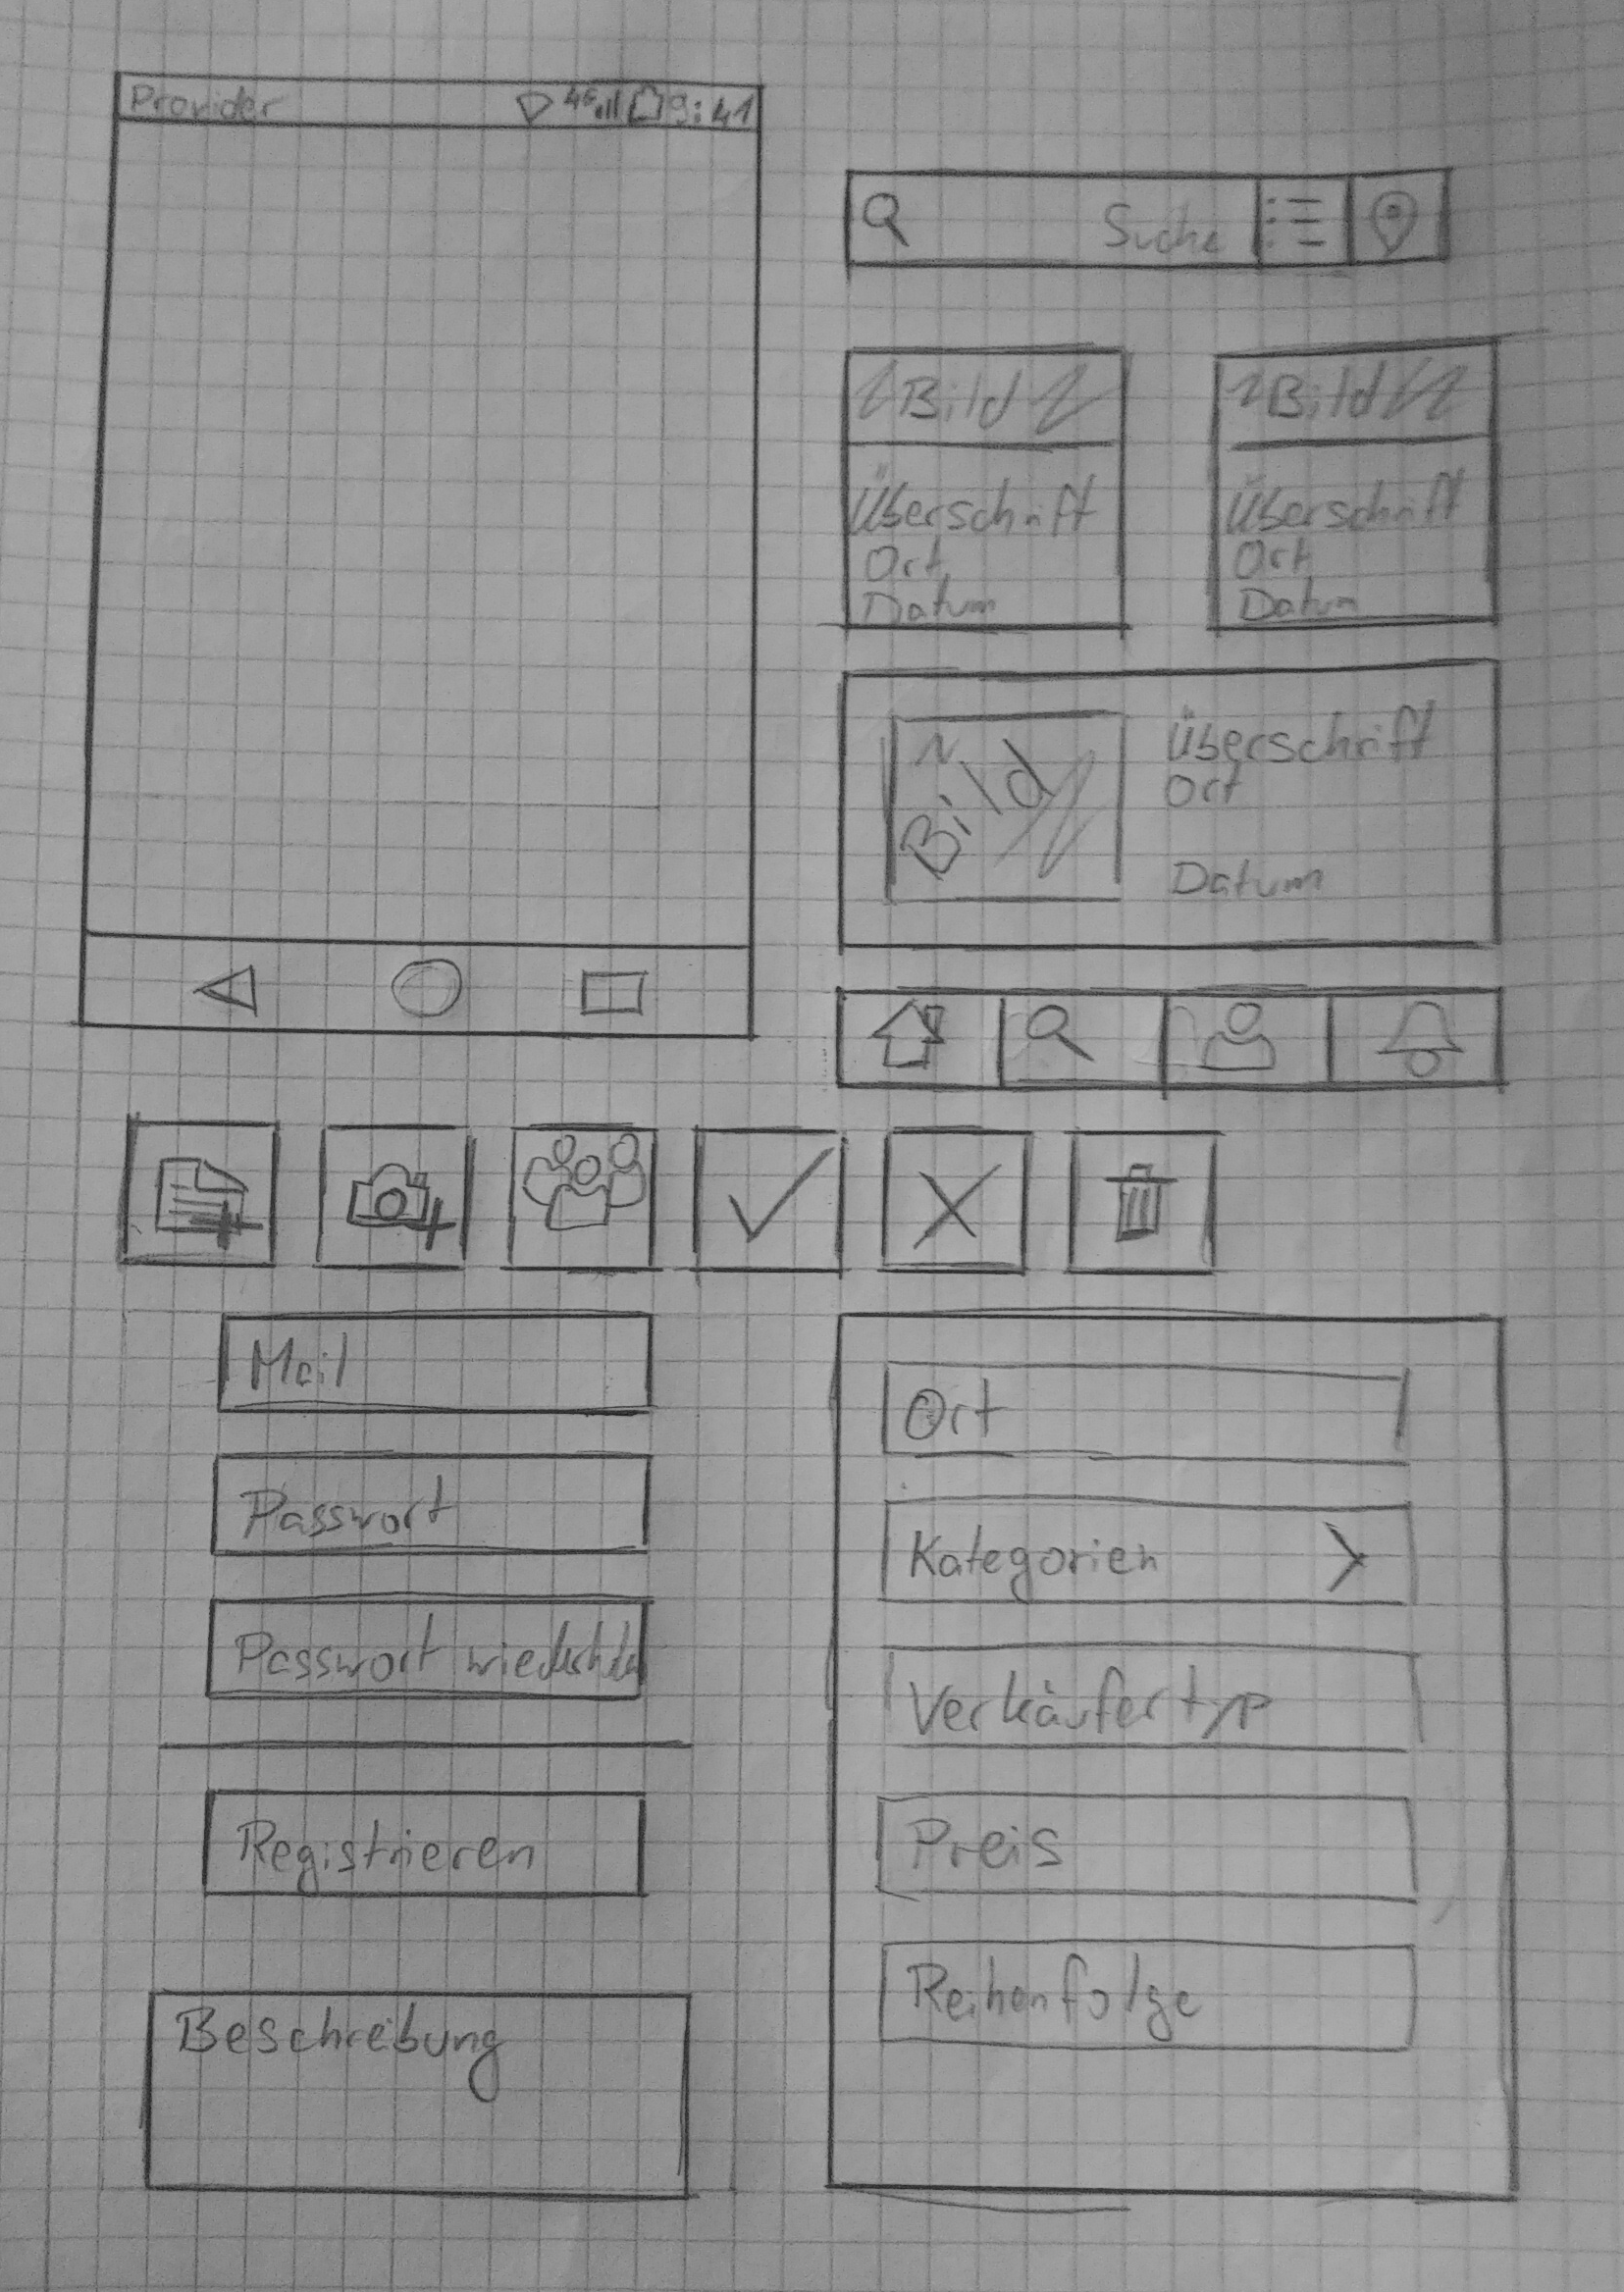 Provider 4G 9:41
Suche
Bild
Überschrift
Ort
Datum
Bild
Überschrift
Ort
Datum
Bild
Überschrift
Ort
Datum
Mail
Passwort
Passwort wiederholen
Registrieren
Beschreibung
Ort
Kategorien
Verkäufertyp
Preis
Reihenfolge